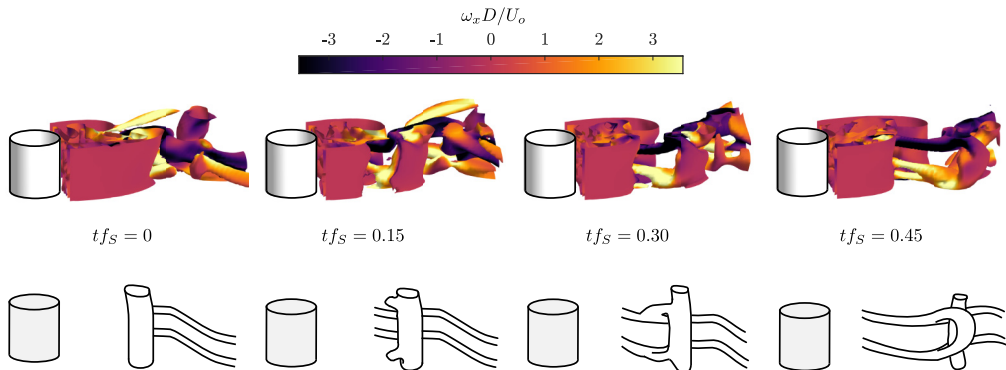 ω_x D/U_o
-3 -2 -1 0 1 2 3
tf_S = 0 tf_S = 0.15 tf_S = 0.30 tf_S = 0.45